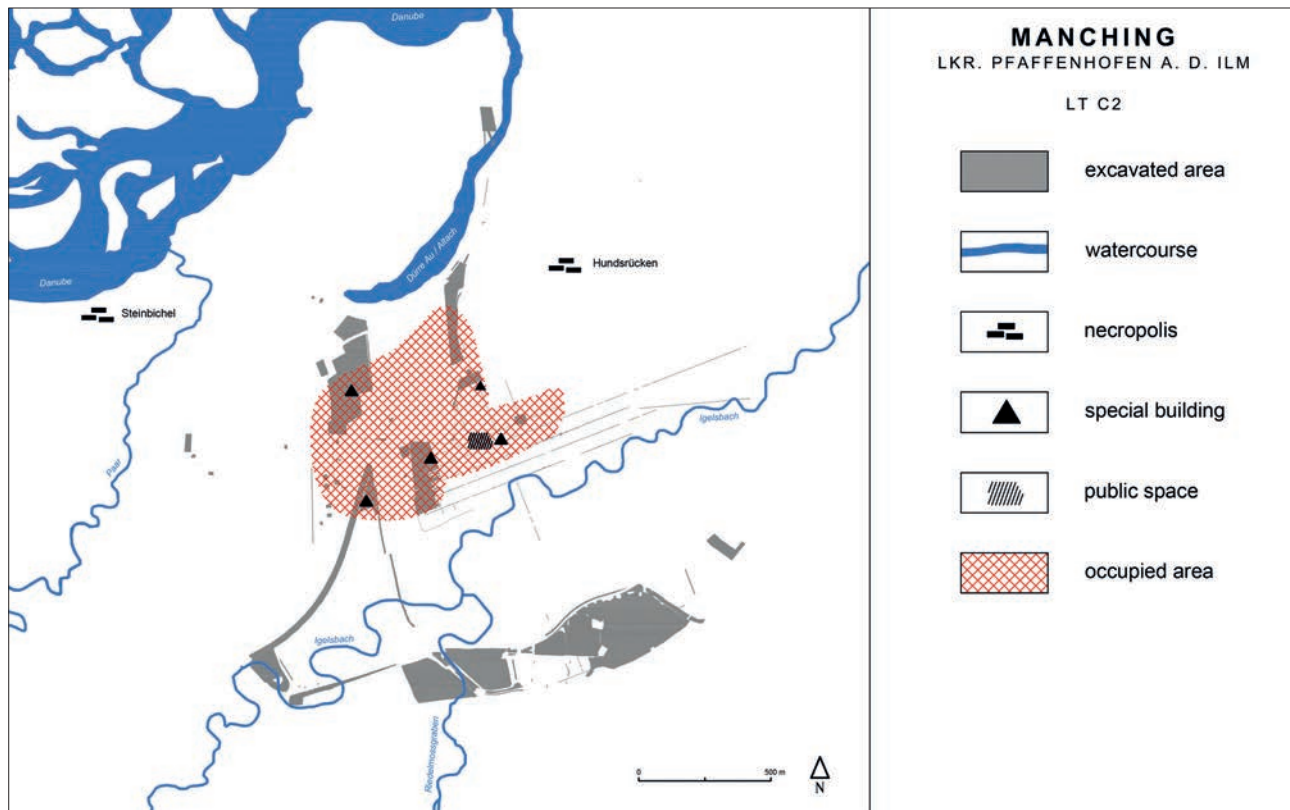 Danubir
Danube
Dürre Au / Altach
Hundsrücken
Steinbichel
Paar
Igelsbach
Igelsbach
Riedelmoosgraben
0
500 m
N
MANCHING
LKR. PFAFFENHOFEN A. D. ILM
LT C2
excavated area
watercourse
necropolis
special building
public space
occupied area